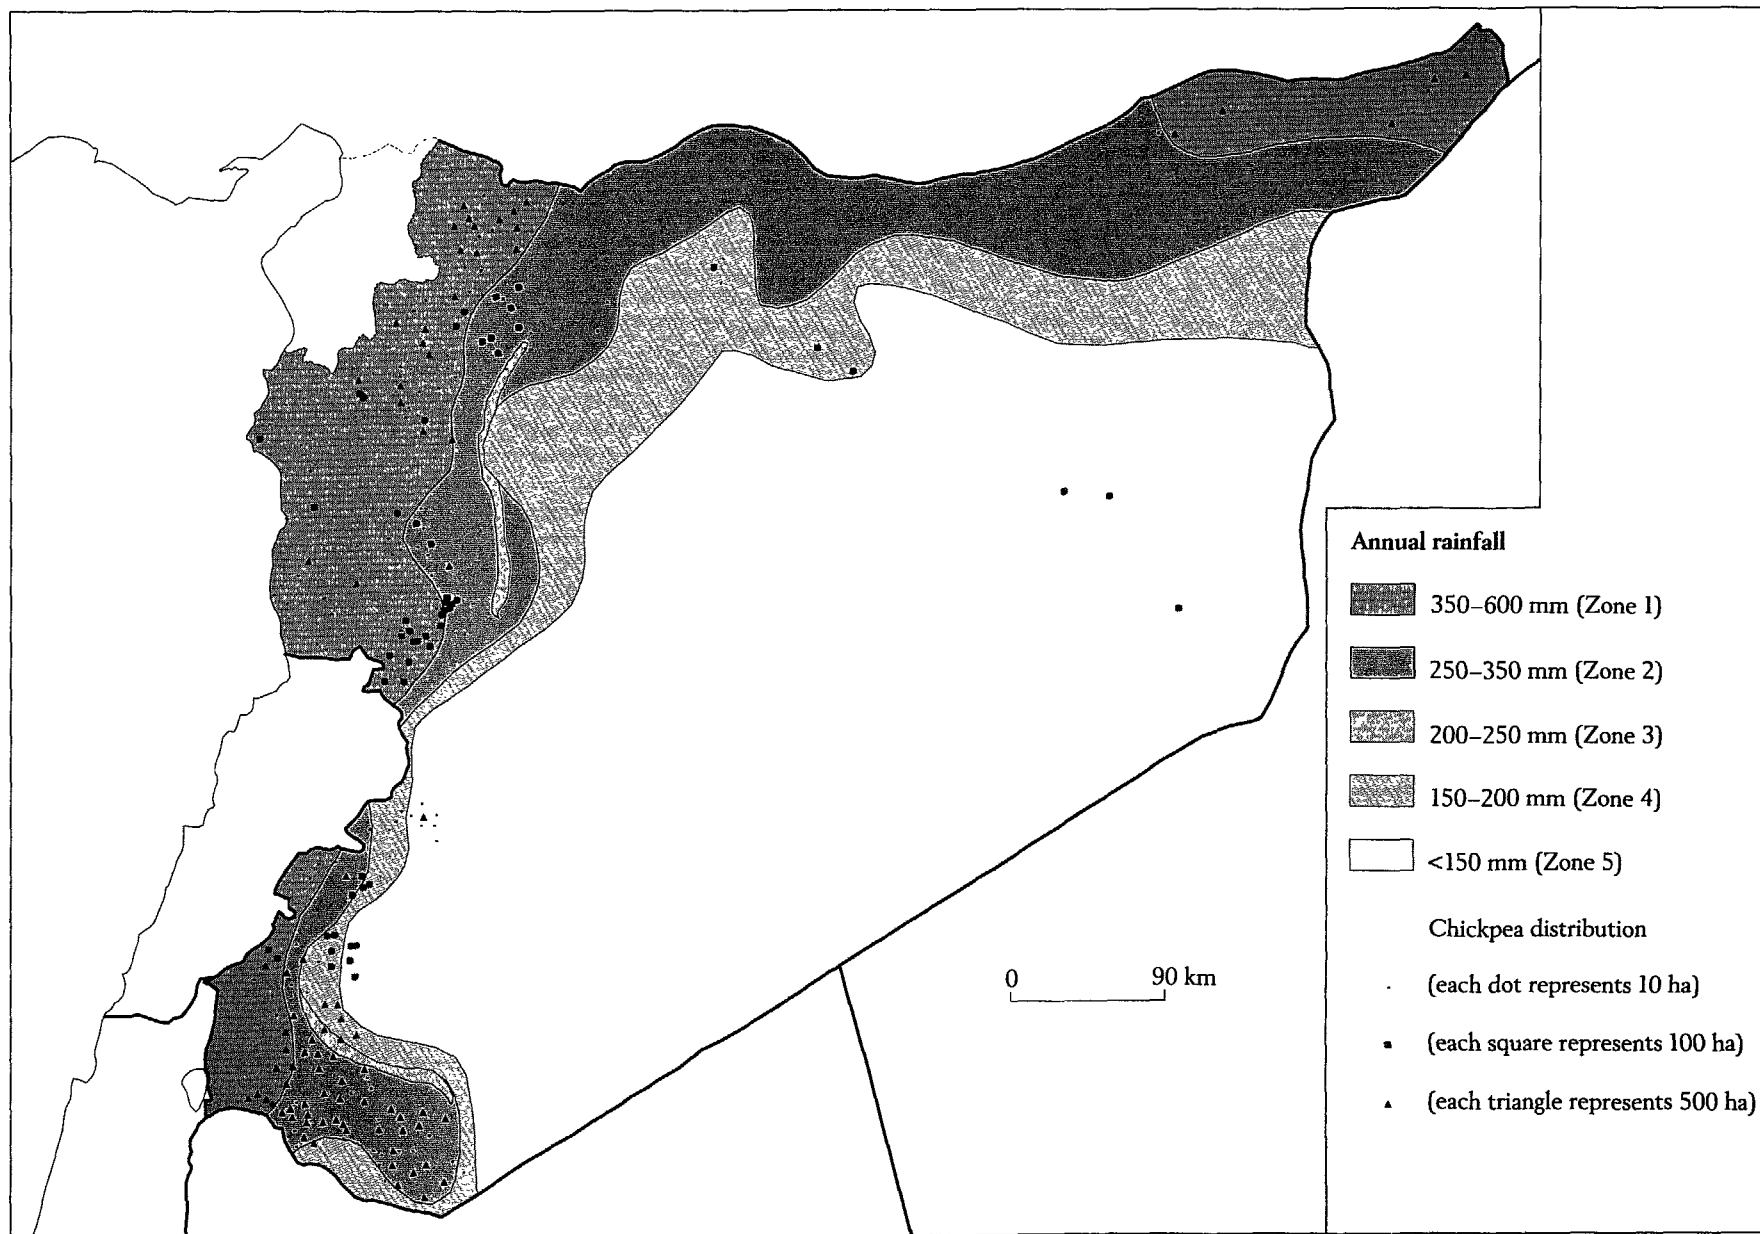 Annual rainfall
350–600 mm (Zone 1)
250–350 mm (Zone 2)
200–250 mm (Zone 3)
150–200 mm (Zone 4)
<150 mm (Zone 5)
Chickpea distribution
(each dot represents 10 ha)
(each square represents 100 ha)
(each triangle represents 500 ha)
0 90 km